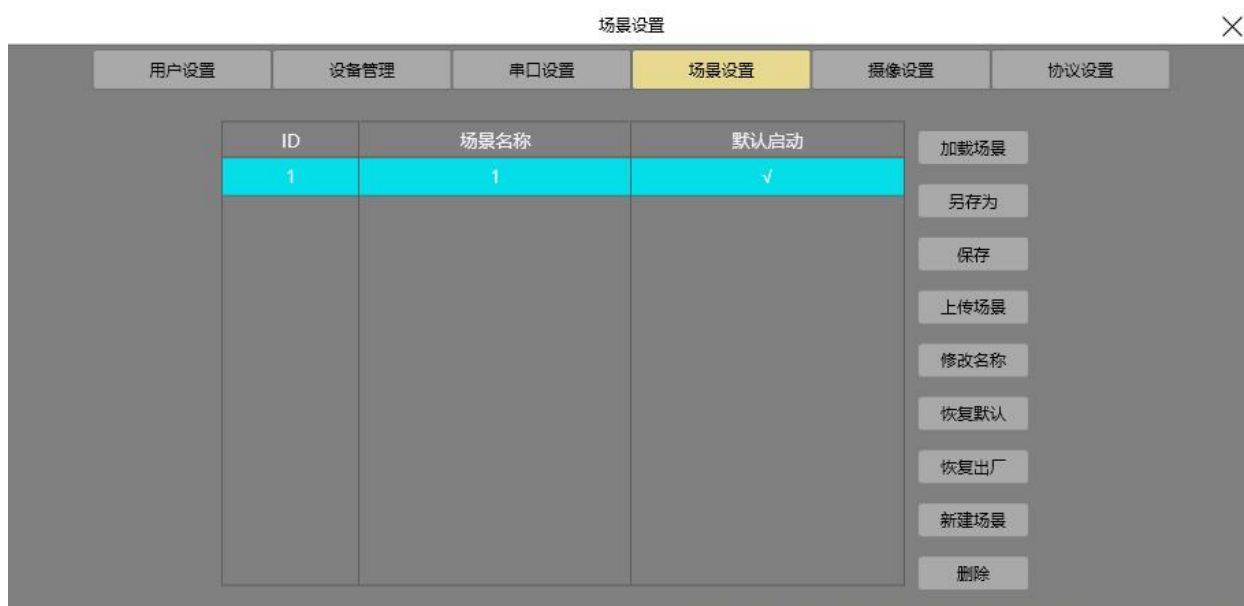 场景设置
用户设置 设备管理 串口设置 场景设置 摄像设置 协议设置
ID 场景名称 默认启动
1 1 √
加载场景
另存为
保存
上传场景
修改名称
恢复默认
恢复出厂
新建场景
删除